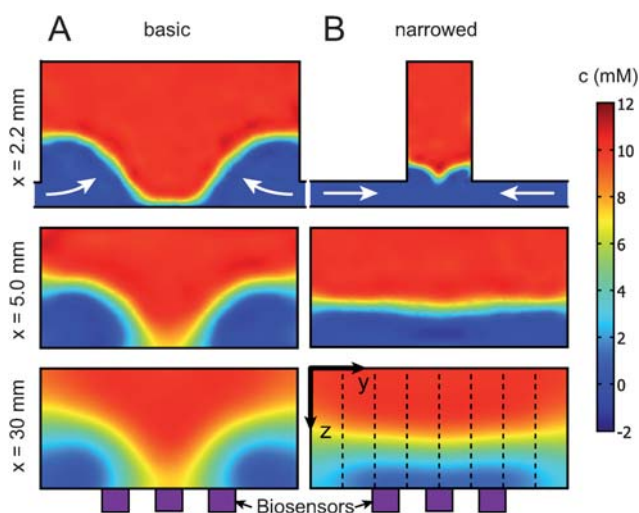 A basic B narrowed
c (mM)
12
10
8
6
4
2
0
-2
x = 2.2 mm
x = 5.0 mm
x = 30 mm
y
z
Biosensors